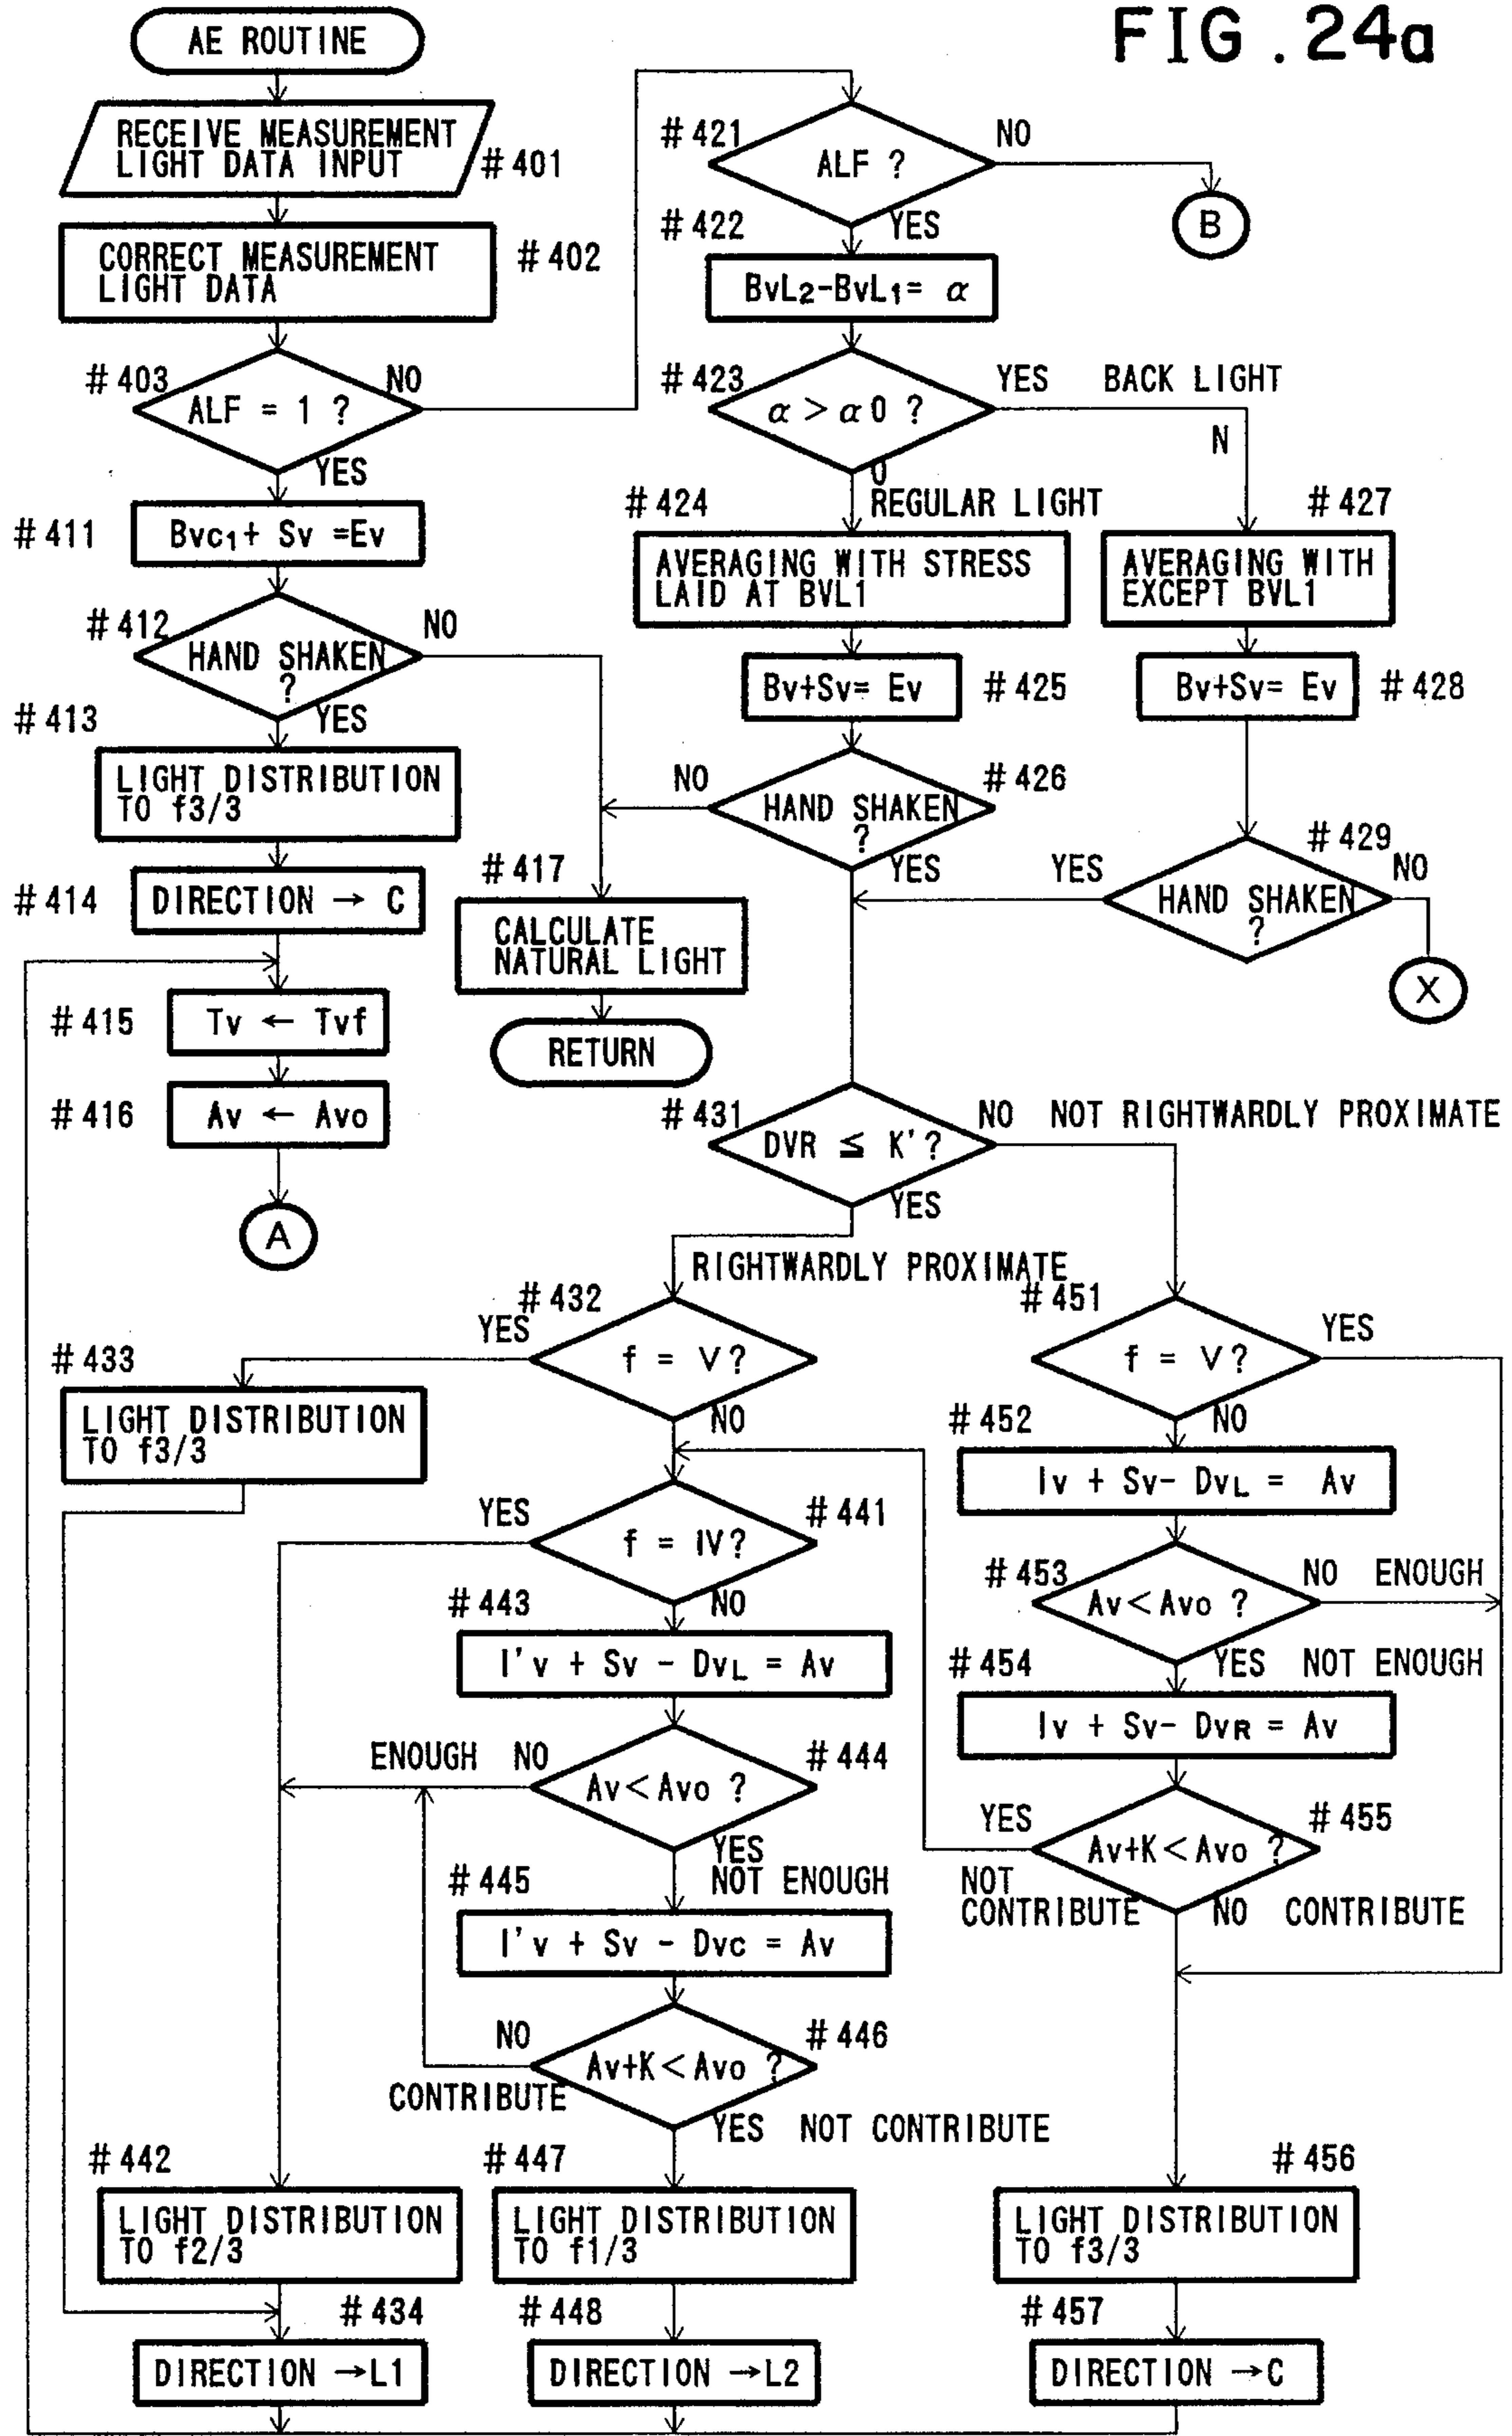 FIG.24a
AE ROUTINE
RECEIVE MEASUREMENT
LIGHT DATA INPUT
#401
CORRECT MEASUREMENT
LIGHT DATA
#402
#403
ALF = 1 ?
NO
YES
#411
Bvc1+ Sv =Ev
#412
HAND SHAKEN
?
NO
YES
#413
LIGHT DISTRIBUTION
TO f3/3
#414
DIRECTION → C
#415
Tv ← Tvf
#416
Av ← Avo
A
#417
CALCULATE
NATURAL LIGHT
RETURN
#421
ALF ?
NO
B
YES
#422
BvL2-BvL1= α
#423
α > α0 ?
YES BACK LIGHT
N
O
REGULAR LIGHT
#424
AVERAGING WITH STRESS
LAID AT BVL1
Bv+Sv= Ev
#425
#426
HAND SHAKEN
?
NO
YES
#427
AVERAGING WITH
EXCEPT BVL1
Bv+Sv= Ev
#428
#429
HAND SHAKEN
?
YES
NO
X
#431
DVR ≦ K'?
NO NOT RIGHTWARDLY PROXIMATE
YES
RIGHTWARDLY PROXIMATE
#432
f = V?
YES
NO
#433
LIGHT DISTRIBUTION
TO f3/3
#441
f = IV?
YES
NO
#443
I'v + Sv - DvL = Av
#444
Av<Avo ?
ENOUGH NO
YES
NOT ENOUGH
#445
I'v + Sv - Dvc = Av
#446
Av+K<Avo ?
NO
CONTRIBUTE
YES NOT CONTRIBUTE
#451
f = V?
YES
NO
#452
Iv + Sv- DvL = Av
#453
Av<Avo ?
NO ENOUGH
YES NOT ENOUGH
#454
Iv + Sv- DvR = Av
#455
Av+K<Avo ?
YES
NOT
CONTRIBUTE
NO CONTRIBUTE
#442
LIGHT DISTRIBUTION
TO f2/3
#434
DIRECTION →L1
#447
LIGHT DISTRIBUTION
TO f1/3
#448
DIRECTION →L2
#456
LIGHT DISTRIBUTION
TO f3/3
#457
DIRECTION →C